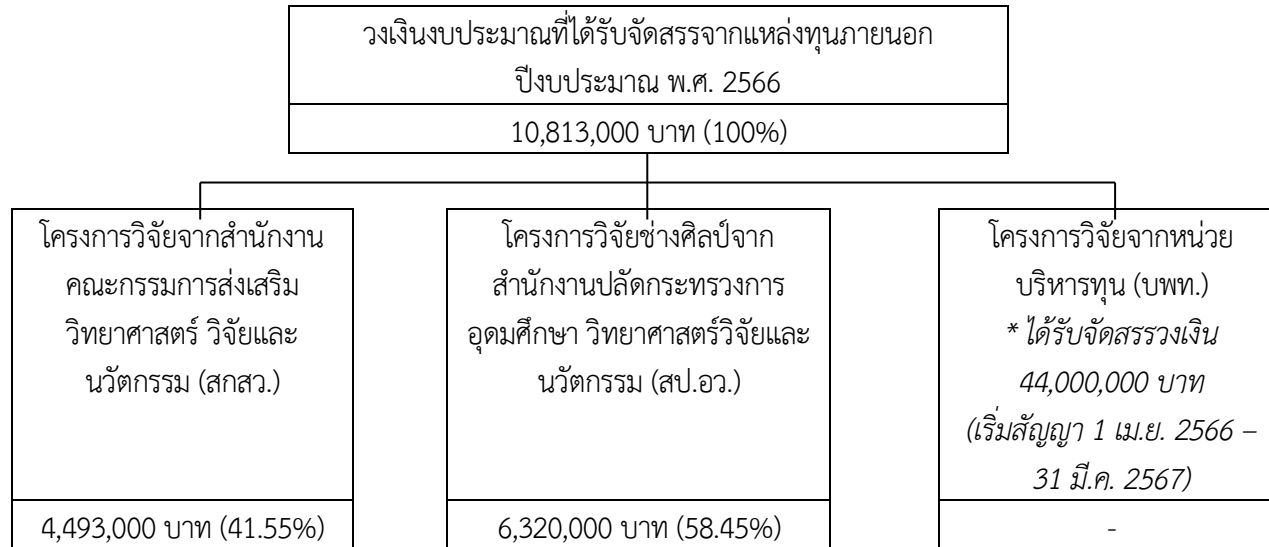 วงเงินงบประมาณที่ได้รับจัดสรรจากแหล่งทุนภายนอก
ปีงบประมาณ พ.ศ. 2566
10,813,000 บาท (100%)
โครงการวิจัยจากสำนักงาน
คณะกรรมการส่งเสริม
วิทยาศาสตร์ วิจัยและ
นวัตกรรม (สกสว.)
4,493,000 บาท (41.55%)
โครงการวิจัยช่างศิลป์จาก
สำนักงานปลัดกระทรวงการ
อุดมศึกษา วิทยาศาสตร์วิจัยและ
นวัตกรรม (สป.อว.)
6,320,000 บาท (58.45%)
โครงการวิจัยจากหน่วย
บริหารทุน (บพท.)
* ได้รับจัดสรรวงเงิน
44,000,000 บาท
(เริ่มสัญญา 1 เม.ย. 2566 –
31 มี.ค. 2567)
-